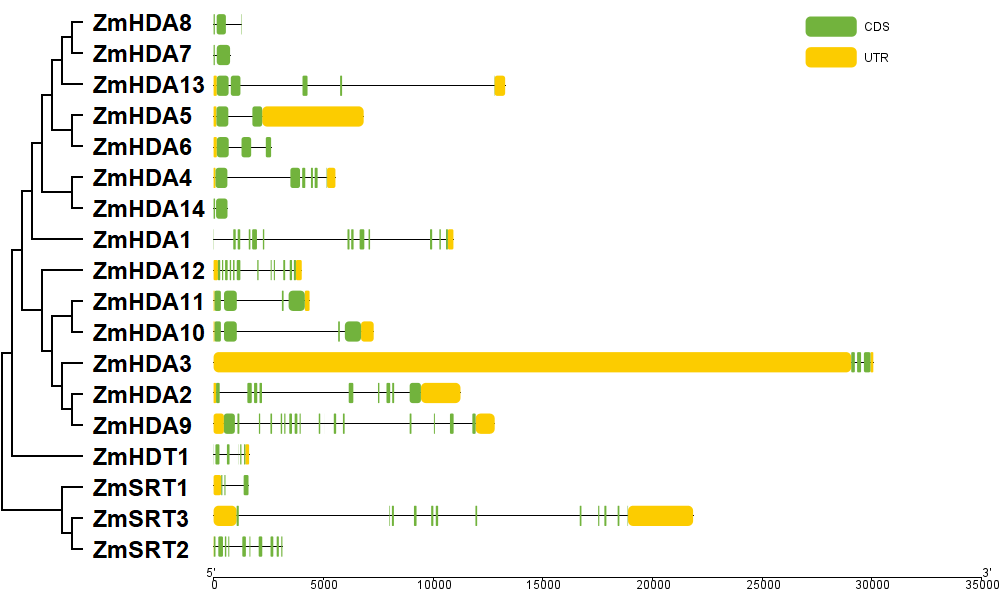 ZmHDA8
CDS
ZmHDA7
UTR
ZmHDA13
ZmHDA5
ZmHDA6
ZmHDA4
ZmHDA14
ZmHDA1
ZmHDA12
ZmHDA11
ZmHDA10
ZmHDA3
ZmHDA2
ZmHDA9
ZmHDT1
ZmSRT1
ZmSRT3
ZmSRT2
5' 3'
0 5000 10000 15000 20000 25000 30000 35000